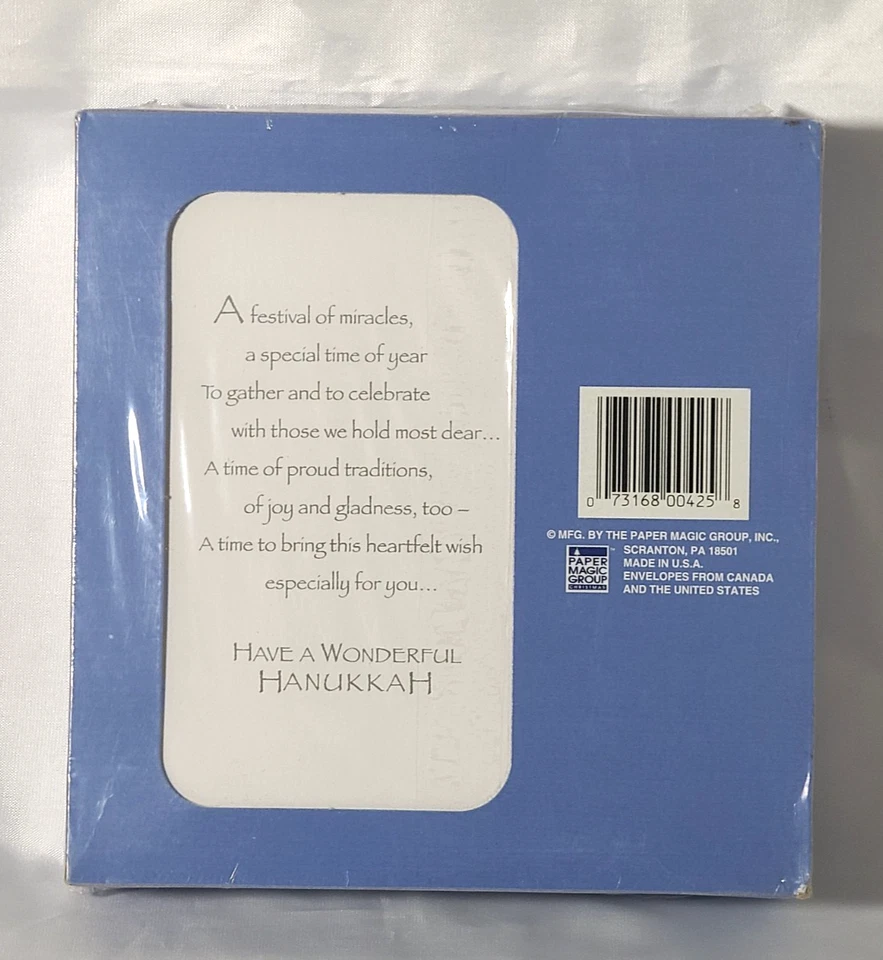 A festival of miracles,
a special time of year
To gather and to celebrate
with those we hold most dear...
A time of proud traditions,
of joy and gladness, too –
A time to bring this heartfelt wish
especially for you...
HAVE A WONDERFUL
HANUKKAH
0 73168 00425 8
© MFG. BY THE PAPER MAGIC GROUP, INC.,
SCRANTON, PA 18501
MADE IN U.S.A.
ENVELOPES FROM CANADA
AND THE UNITED STATES
PAPER
MAGIC
GROUP
CHRISTMAS
™